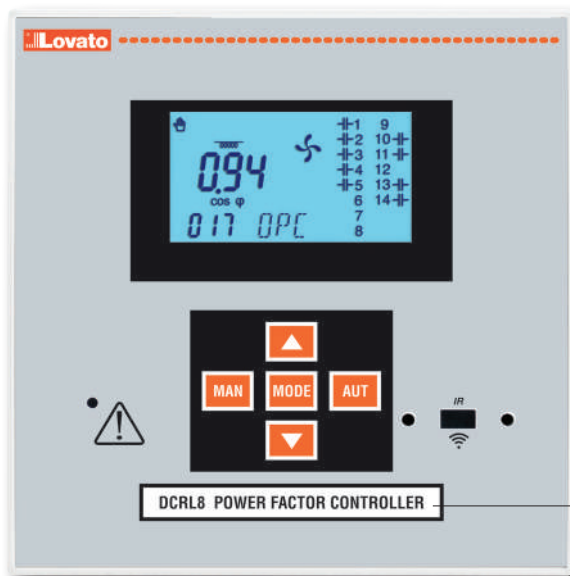 Lovato
1 9
2 10
3 11
0.94
4 12
5 13
cos φ
6 14
017 OPC
7
8
MAN MODE AUT
IR
DCRL8 POWER FACTOR CONTROLLER